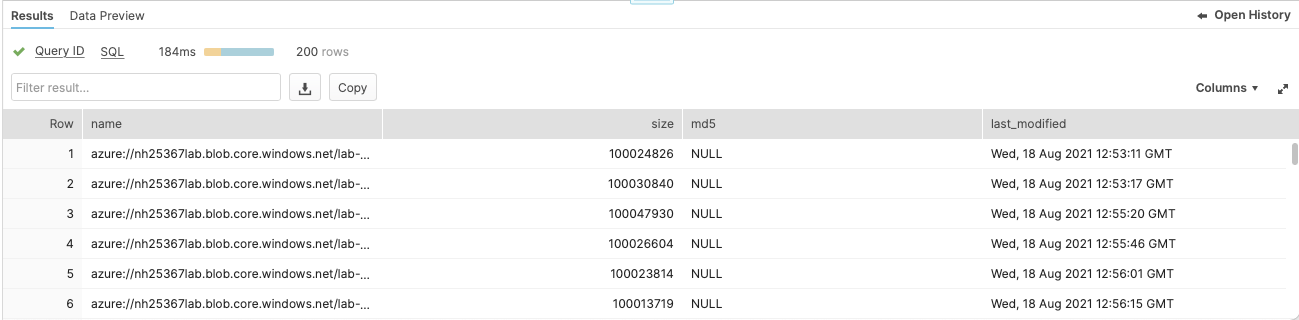 Results Data Preview Open History
Query ID SQL 184ms 200 rows
Filter result... Copy Columns
Row name size md5 last_modified
1 azure://nh25367lab.blob.core.windows.net/lab-... 100024826 NULL Wed, 18 Aug 2021 12:53:11 GMT
2 azure://nh25367lab.blob.core.windows.net/lab-... 100030840 NULL Wed, 18 Aug 2021 12:53:17 GMT
3 azure://nh25367lab.blob.core.windows.net/lab-... 100047930 NULL Wed, 18 Aug 2021 12:55:20 GMT
4 azure://nh25367lab.blob.core.windows.net/lab-... 100026604 NULL Wed, 18 Aug 2021 12:55:46 GMT
5 azure://nh25367lab.blob.core.windows.net/lab-... 100023814 NULL Wed, 18 Aug 2021 12:56:01 GMT
6 azure://nh25367lab.blob.core.windows.net/lab-... 100013719 NULL Wed, 18 Aug 2021 12:56:15 GMT